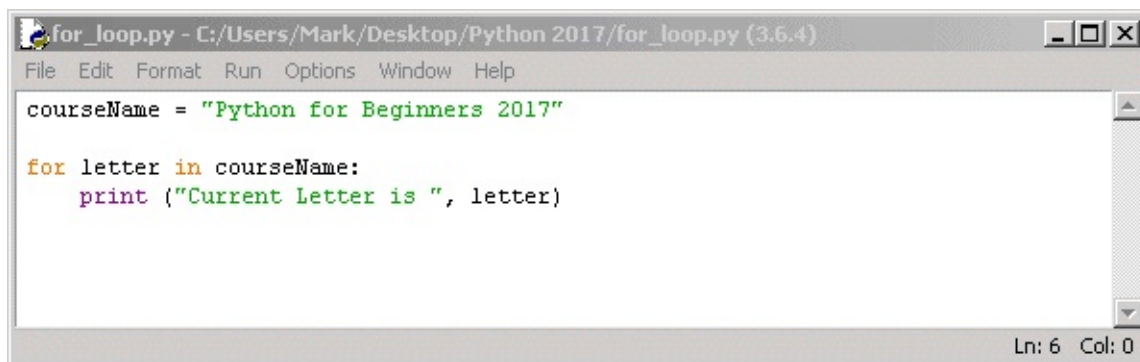 for_loop.py - C:/Users/Mark/Desktop/Python 2017/for_loop.py (3.6.4)
File Edit Format Run Options Window Help
courseName = "Python for Beginners 2017"
for letter in courseName:
    print ("Current Letter is ", letter)
Ln: 6 Col: 0